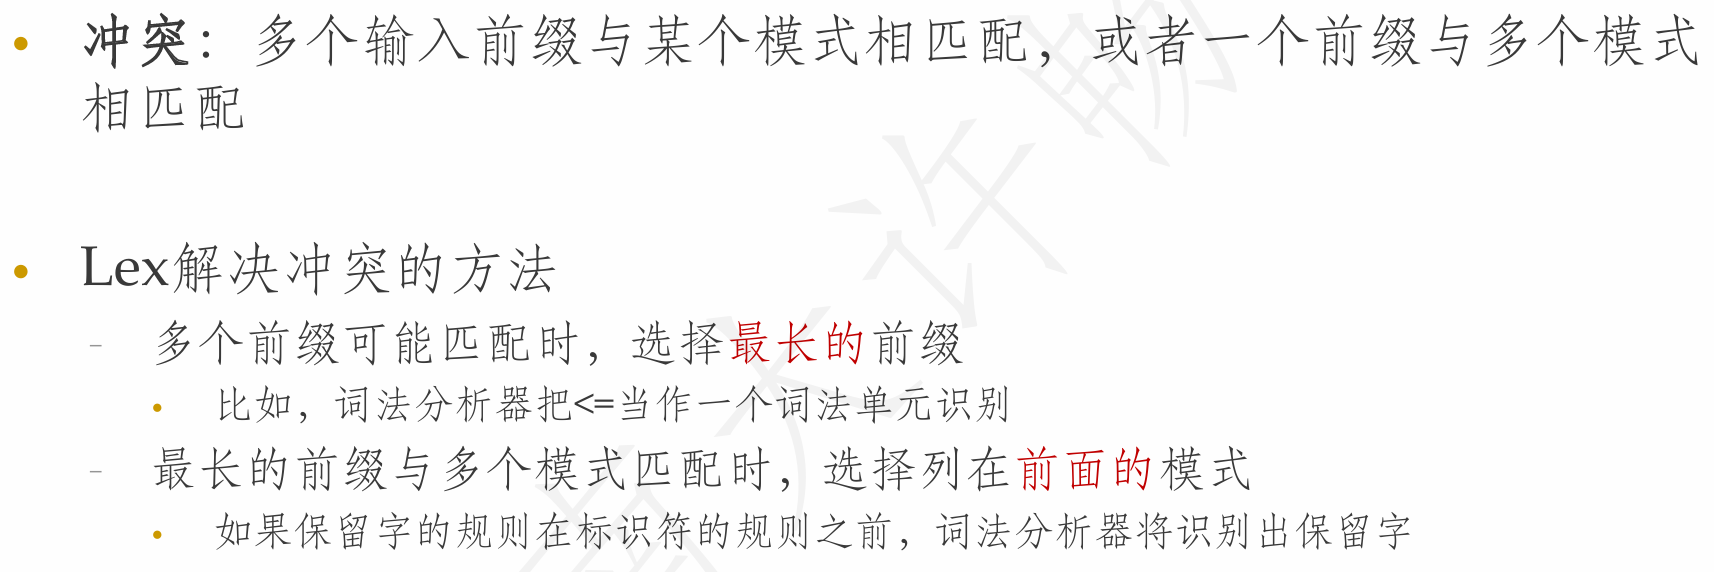 • 冲突：多个输入前缀与某个模式相匹配，或者一个前缀与多个模式
相匹配
• Lex解决冲突的方法
– 多个前缀可能匹配时，选择最长的前缀
• 比如，词法分析器把<=当作一个词法单元识别
– 最长的前缀与多个模式匹配时，选择列在前面的模式
• 如果保留字的规则在标识符的规则之前，词法分析器将识别出保留字